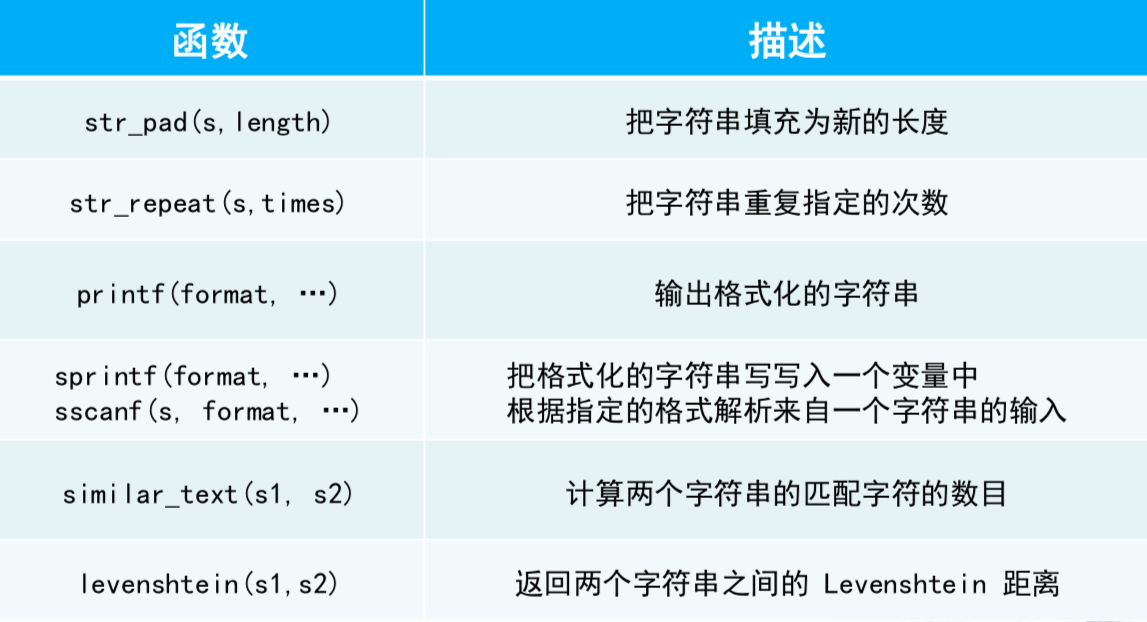 函数 描述
str_pad(s,length) 把字符串填充为新的长度
str_repeat(s,times) 把字符串重复指定的次数
printf(format, …) 输出格式化的字符串
sprintf(format, …) 把格式化的字符串写写入一个变量中
sscanf(s, format, …) 根据指定的格式解析来自一个字符串的输入
similar_text(s1, s2) 计算两个字符串的匹配字符的数目
levenshtein(s1,s2) 返回两个字符串之间的 Levenshtein 距离